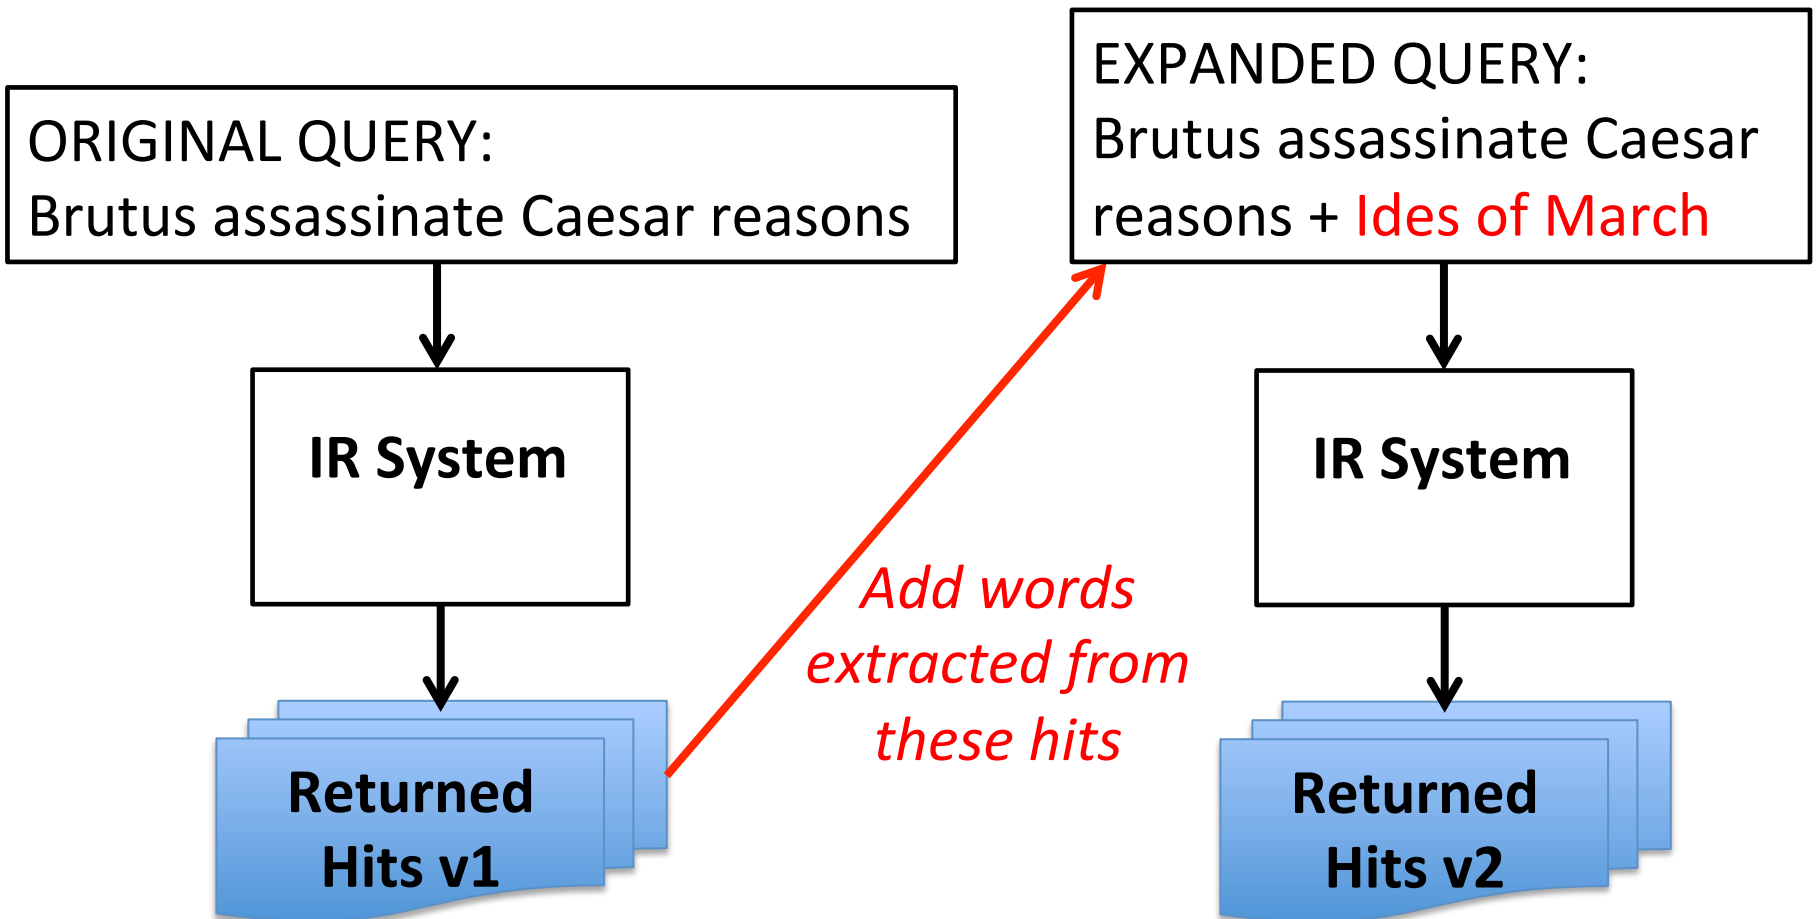 ORIGINAL QUERY:
Brutus assassinate Caesar reasons
IR System
Returned
Hits v1
Add words
extracted from
these hits
EXPANDED QUERY:
Brutus assassinate Caesar
reasons + Ides of March
IR System
Returned
Hits v2